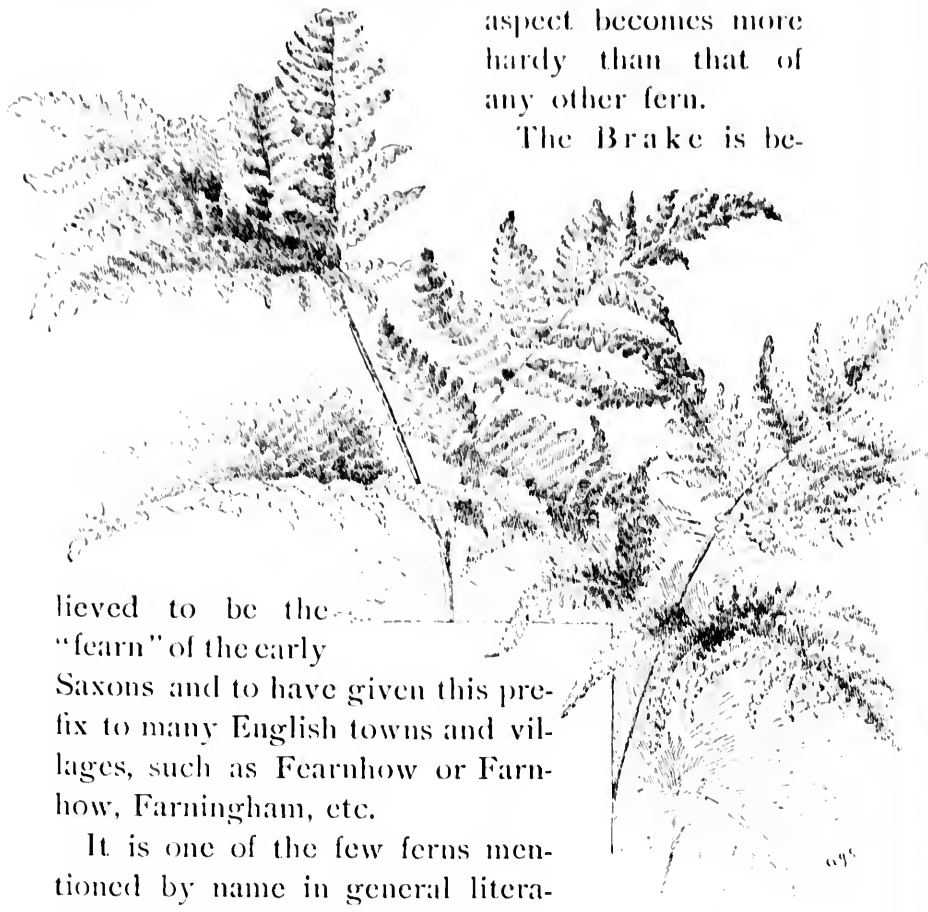 aspect becomes more
hardy than that of
any other fern.
The Brake is be-
lieved to be the
“fearn” of the early
Saxons and to have given this pre-
fix to many English towns and vil-
lages, such as Fearnhow or Farn-
how, Farningham, etc.
It is one of the few ferns men-
tioned by name in general litera-